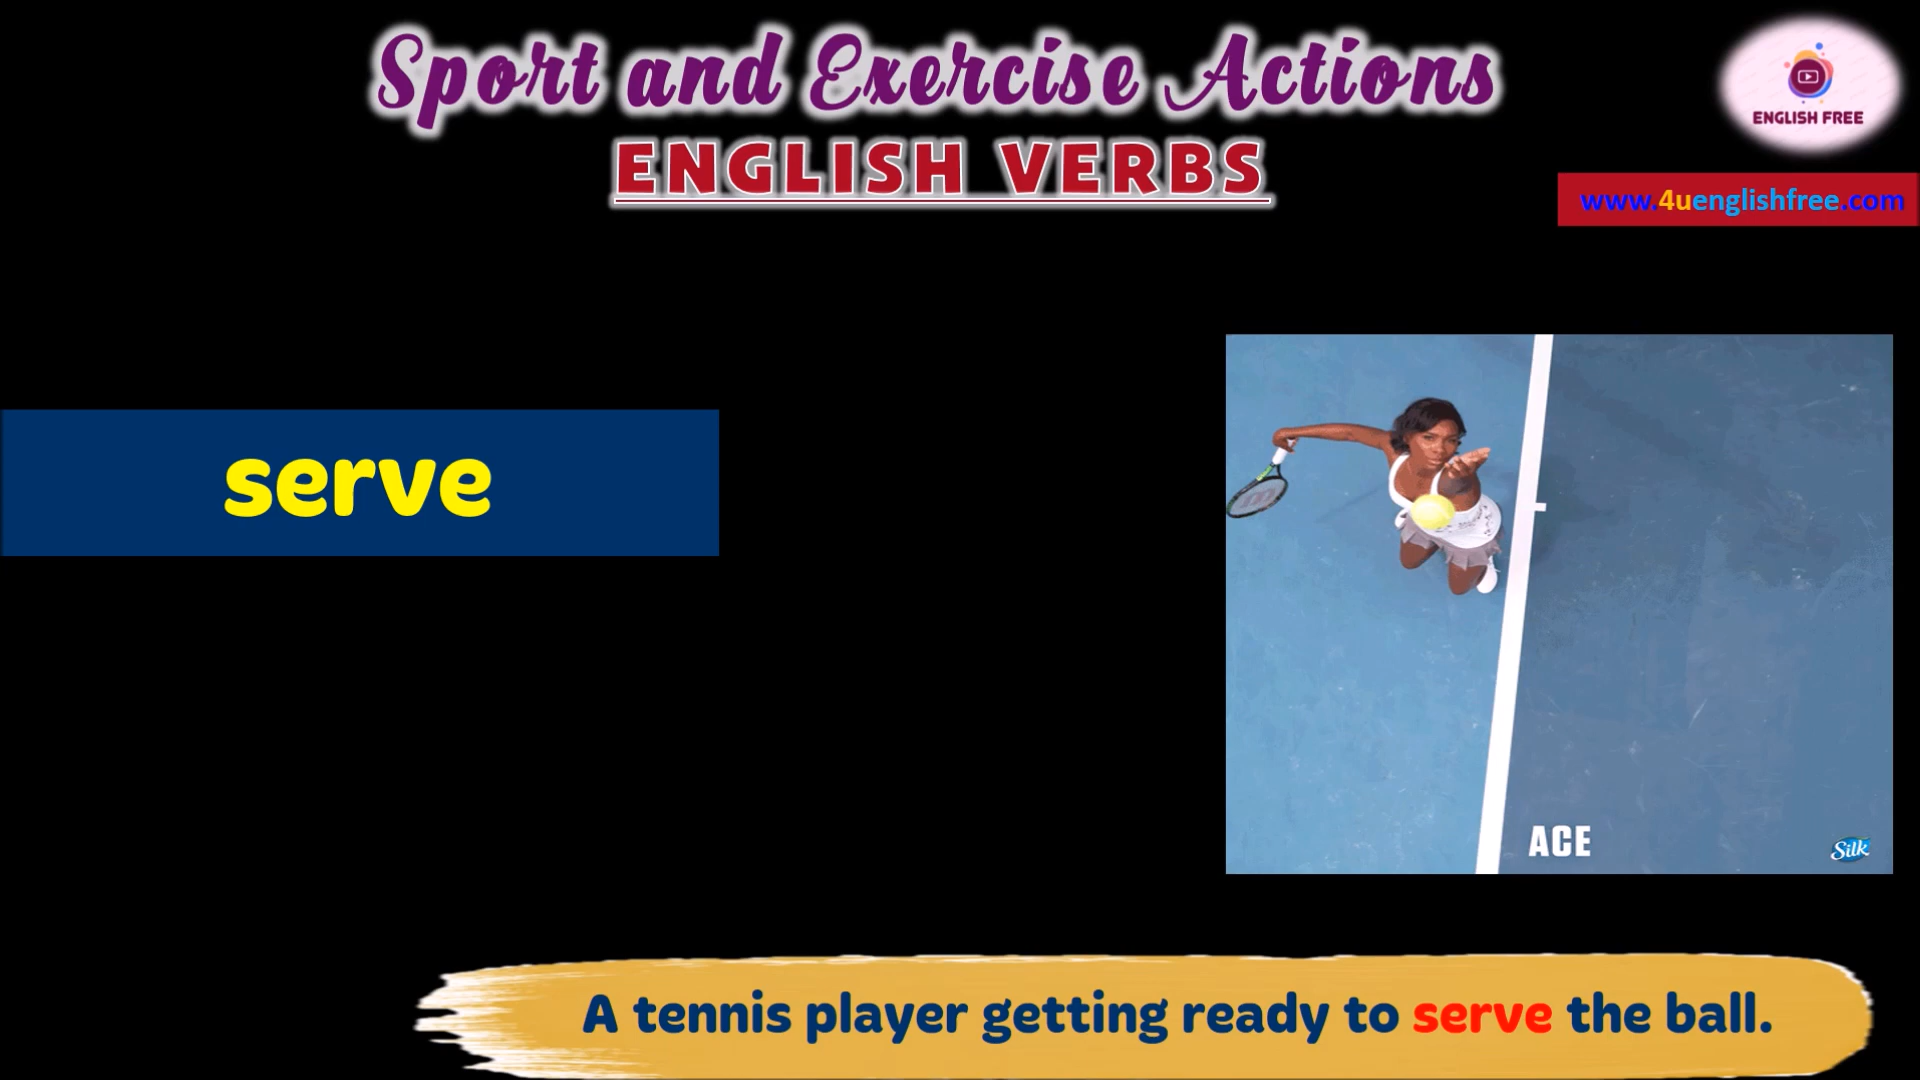 Sport and Exercise Actions
ENGLISH VERBS
ENGLISH FREE
www.4uenglishfree.com
serve
ACE
Silk
A tennis player getting ready to serve the ball.